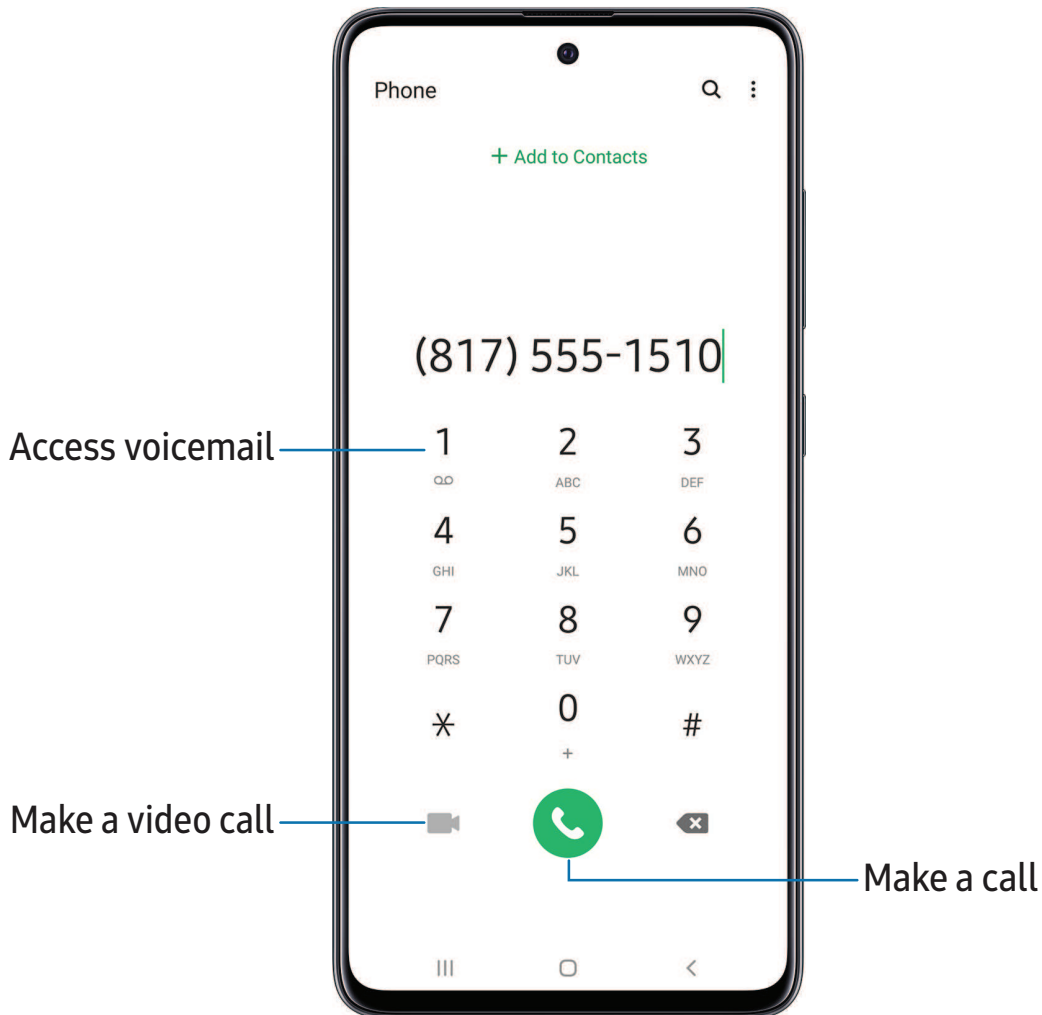 Phone
+ Add to Contacts
(817) 555-1510
Access voicemail
1 2 3
ABC DEF
4 5 6
GHI JKL MNO
7 8 9
PQRS TUV WXYZ
* 0 #
+
Make a video call
Make a call